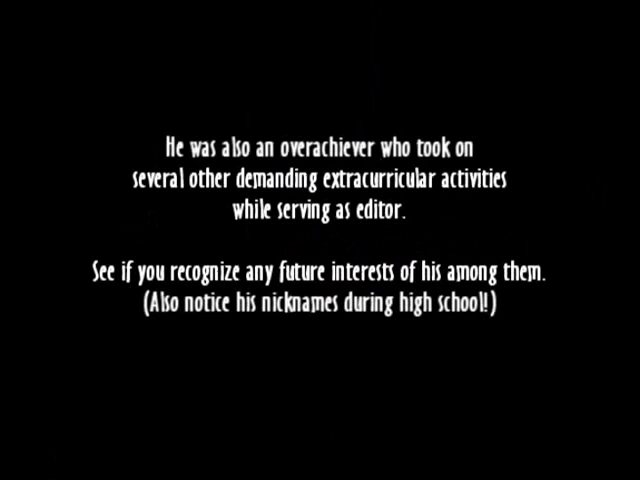 He was also an overachiever who took on
several other demanding extracurricular activities
while serving as editor.
See if you recognize any future interests of his among them.
(Also notice his nicknames during high school!)